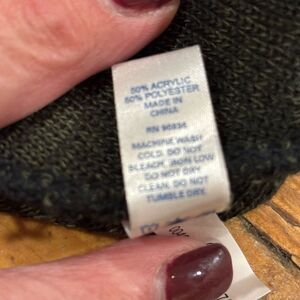 50% ACRYLIC
50% POLYESTER
MADE IN
CHINA
RN 96936
MACHINE WASH
COLD. DO NOT
BLEACH. IRON LOW
DO NOT DRY
CLEAN. DO NOT
TUMBLE DRY.